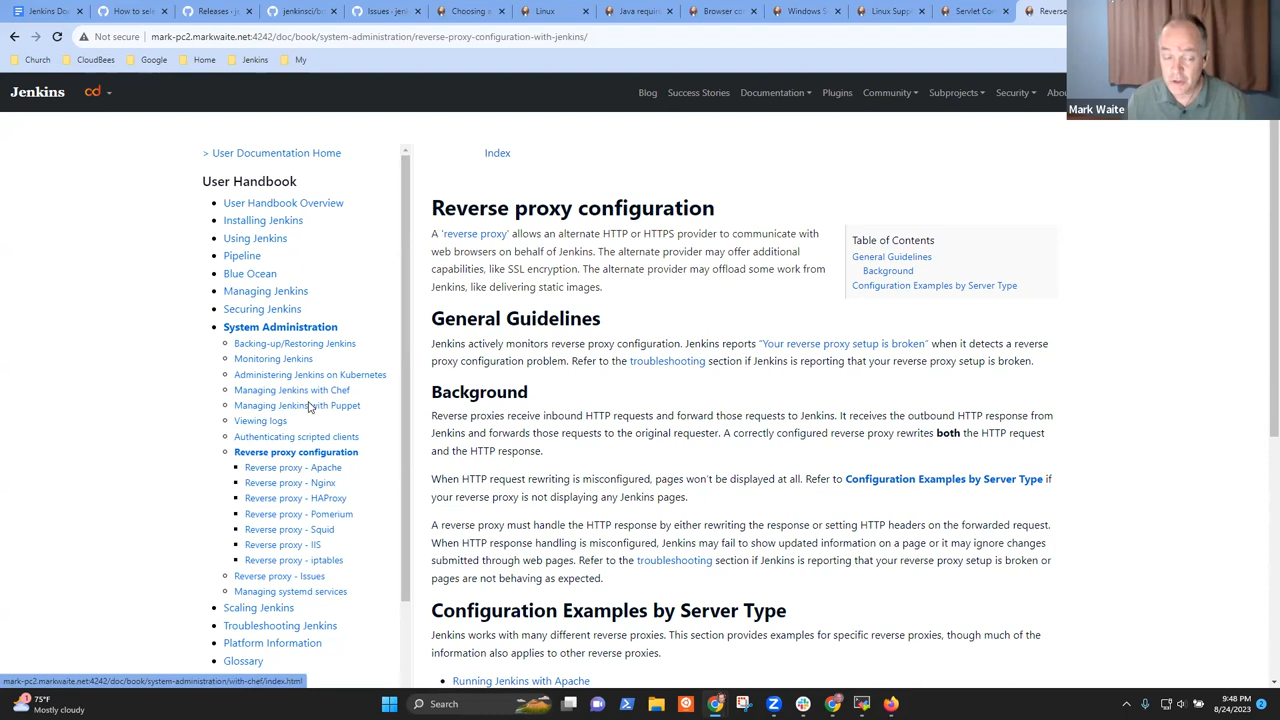 Jenkins Doc
How to sele
Releases · je
jenkinsci/b
Issues · jenk
Choosing a
Linux
Java requir
Browser co
Windows S
Linux Supp
Servlet Con
Reverse
Not secure
mark-pc2.markwaite.net:4242/doc/book/system-administration/reverse-proxy-configuration-with-jenkins/
Church
CloudBees
Google
Home
Jenkins
My
Mark Waite
Jenkins
cd
Blog
Success Stories
Documentation
Plugins
Community
Subprojects
Security
Abou
> User Documentation Home
Index
User Handbook
User Handbook Overview
Installing Jenkins
Using Jenkins
Pipeline
Blue Ocean
Managing Jenkins
Securing Jenkins
System Administration
Backing-up/Restoring Jenkins
Monitoring Jenkins
Administering Jenkins on Kubernetes
Managing Jenkins with Chef
Managing Jenkins with Puppet
Viewing logs
Authenticating scripted clients
Reverse proxy configuration
Reverse proxy - Apache
Reverse proxy - Nginx
Reverse proxy - HAProxy
Reverse proxy - Pomerium
Reverse proxy - Squid
Reverse proxy - IIS
Reverse proxy - iptables
Reverse proxy - Issues
Managing systemd services
Scaling Jenkins
Troubleshooting Jenkins
Platform Information
Glossary
Reverse proxy configuration
A 'reverse proxy' allows an alternate HTTP or HTTPS provider to communicate with
web browsers on behalf of Jenkins. The alternate provider may offer additional
capabilities, like SSL encryption. The alternate provider may offload some work from
Jenkins, like delivering static images.
Table of Contents
General Guidelines
Background
Configuration Examples by Server Type
General Guidelines
Jenkins actively monitors reverse proxy configuration. Jenkins reports “Your reverse proxy setup is broken” when it detects a reverse
proxy configuration problem. Refer to the troubleshooting section if Jenkins is reporting that your reverse proxy setup is broken.
Background
Reverse proxies receive inbound HTTP requests and forward those requests to Jenkins. It receives the outbound HTTP response from
Jenkins and forwards those requests to the original requester. A correctly configured reverse proxy rewrites both the HTTP request
and the HTTP response.
When HTTP request rewriting is misconfigured, pages won’t be displayed at all. Refer to Configuration Examples by Server Type if
your reverse proxy is not displaying any Jenkins pages.
A reverse proxy must handle the HTTP response by either rewriting the response or setting HTTP headers on the forwarded request.
When HTTP response handling is misconfigured, Jenkins may fail to show updated information on a page or it may ignore changes
submitted through web pages. Refer to the troubleshooting section if Jenkins is reporting that your reverse proxy setup is broken or
pages are not behaving as expected.
Configuration Examples by Server Type
Jenkins works with many different reverse proxies. This section provides examples for specific reverse proxies, though much of the
information also applies to other reverse proxies.
Running Jenkins with Apache
mark-pc2.markwaite.net:4242/doc/book/system-administration/with-chef/index.html
1
75°F
Mostly cloudy
Search
9:48 PM
8/24/2023
2